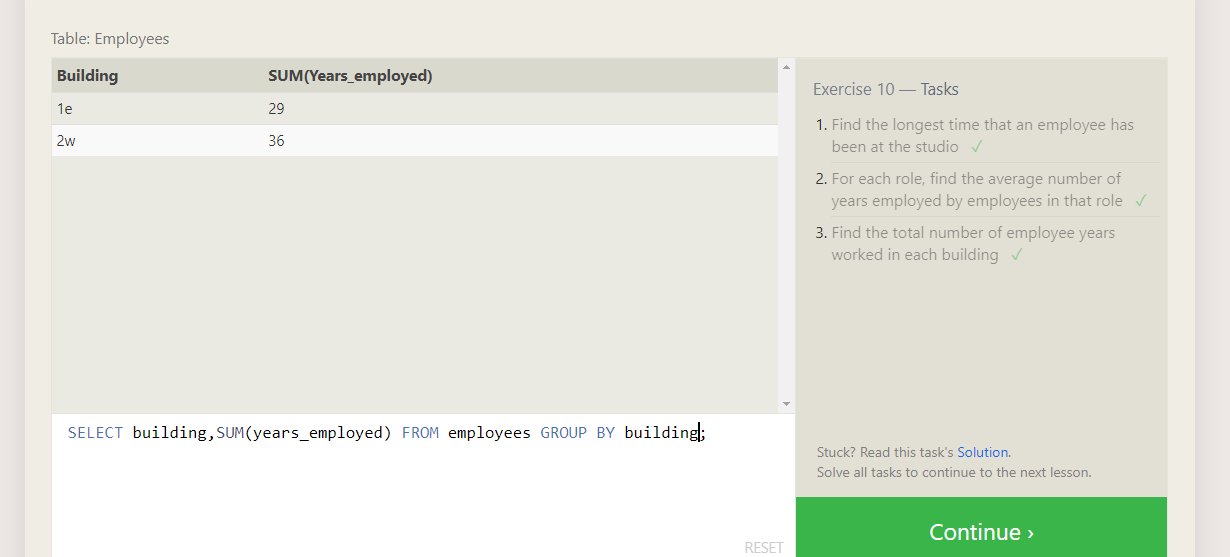 Table: Employees
Building SUM(Years_employed)
1e 29
2w 36
SELECT building,SUM(years_employed) FROM employees GROUP BY building;
RESET
Exercise 10 — Tasks
1. Find the longest time that an employee has
been at the studio ✓
2. For each role, find the average number of
years employed by employees in that role ✓
3. Find the total number of employee years
worked in each building ✓
Stuck? Read this task's Solution.
Solve all tasks to continue to the next lesson.
Continue ›